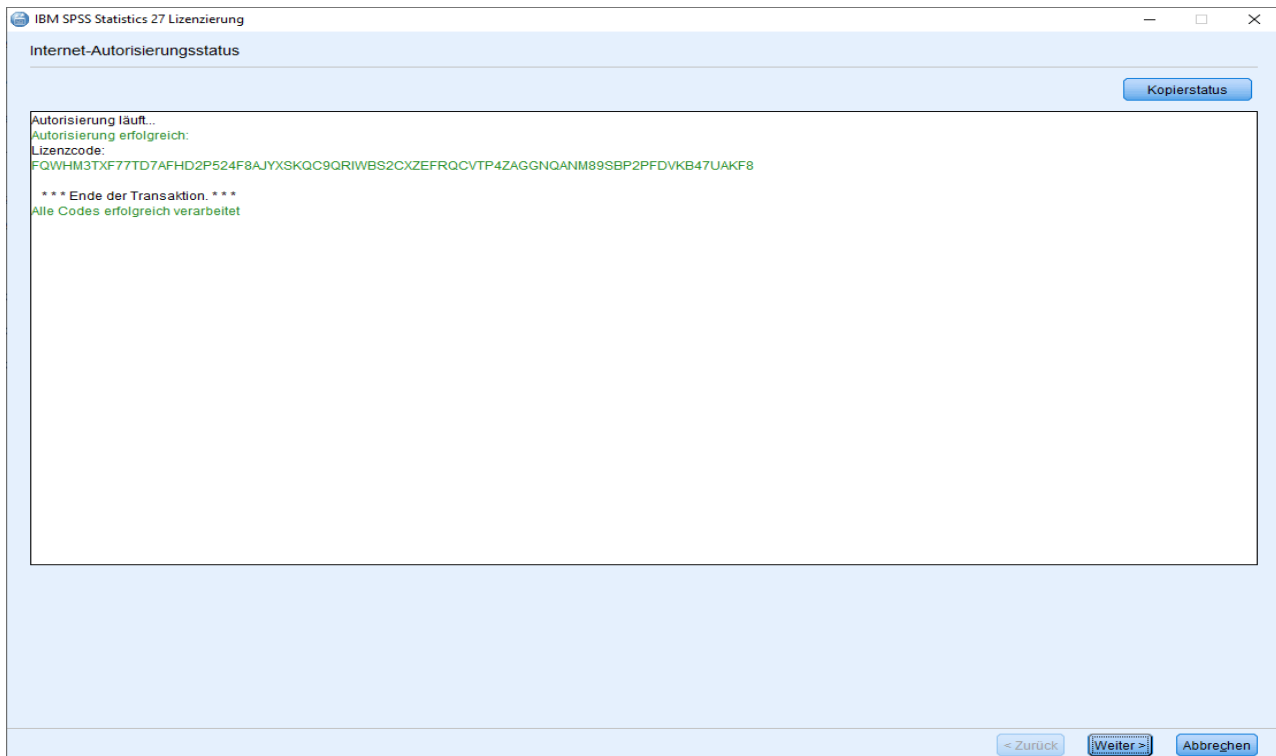 IBM SPSS Statistics 27 Lizenzierung
Internet-Autorisierungsstatus
Kopierstatus
Autorisierung läuft...
Autorisierung erfolgreich:
Lizenzcode:
FQWHM3TXF77TD7AFHD2P524F8AJYXSKQC9QRIWBS2CXZEFRQCVTP4ZAGGNQANM89SBP2PFDVKB47UAKF8
* * * Ende der Transaktion. * * *
Alle Codes erfolgreich verarbeitet
< Zurück Weiter > Abbrechen